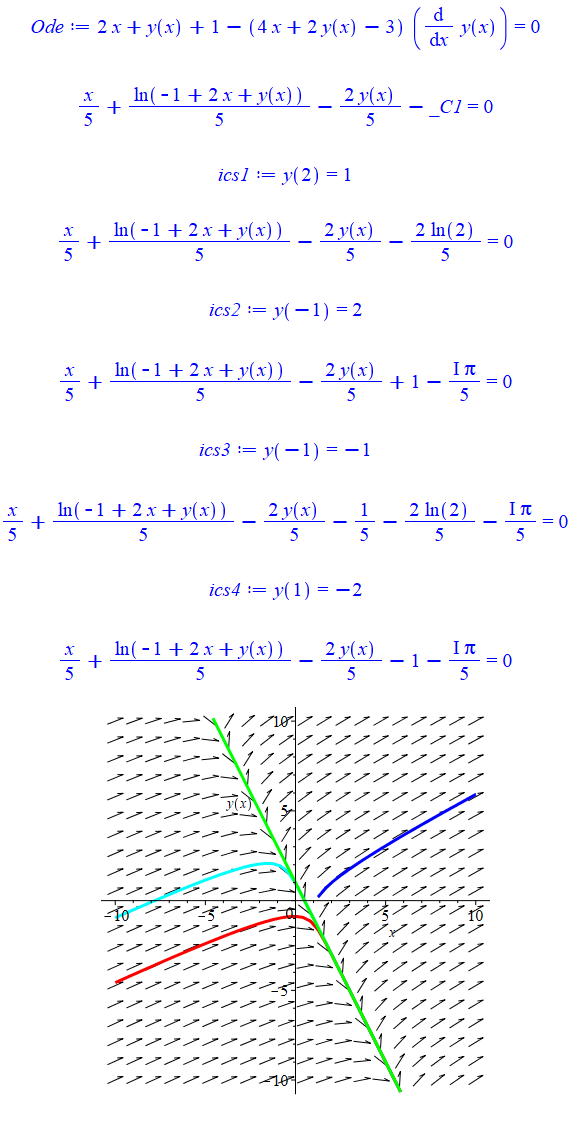 Ode := 2 x + y(x) + 1 − (4 x + 2 y(x) − 3) (d/dx y(x)) = 0
x/5 + ln(−1 + 2 x + y(x))/5 − 2 y(x)/5 − _C1 = 0
ics1 := y(2) = 1
x/5 + ln(−1 + 2 x + y(x))/5 − 2 y(x)/5 − 2 ln(2)/5 = 0
ics2 := y(−1) = 2
x/5 + ln(−1 + 2 x + y(x))/5 − 2 y(x)/5 + 1 − I π/5 = 0
ics3 := y(−1) = −1
x/5 + ln(−1 + 2 x + y(x))/5 − 2 y(x)/5 − 1/5 − 2 ln(2)/5 − I π/5 = 0
ics4 := y(1) = −2
x/5 + ln(−1 + 2 x + y(x))/5 − 2 y(x)/5 − 1 − I π/5 = 0
10
y(x) 5
−10 −5 0 5 10
x
−5
−10